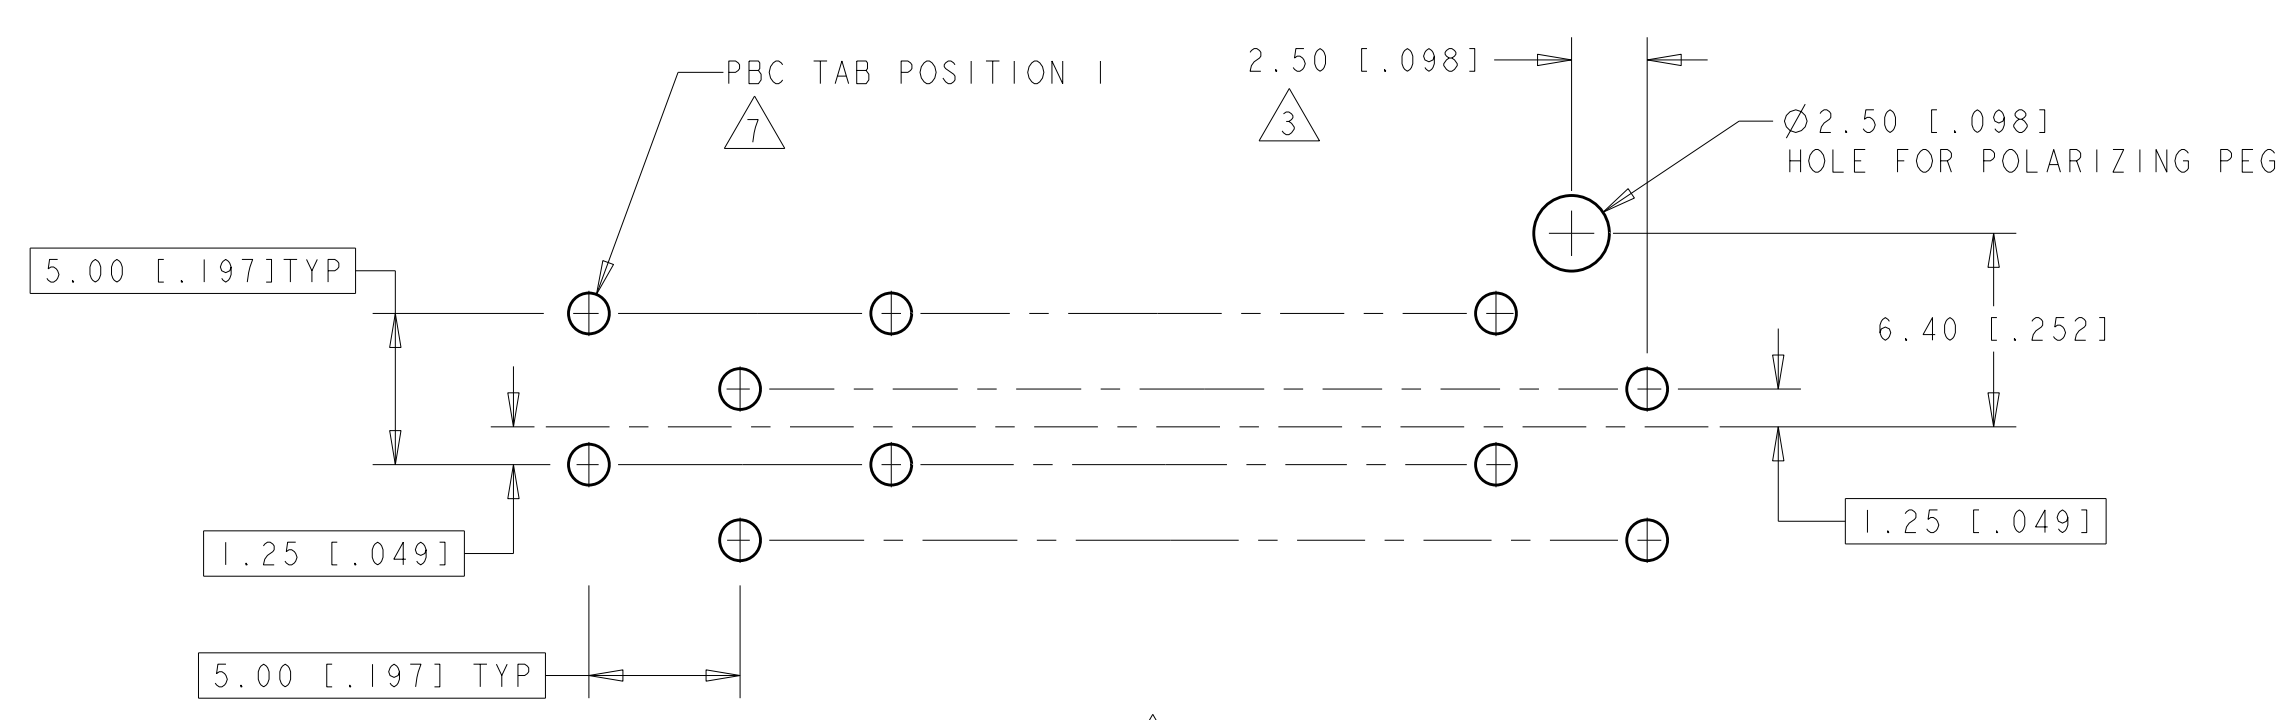 PBC TAB POSITION 1
7
2.50 [.098]
3
Ø2.50 [.098]
HOLE FOR POLARIZING PEG
5.00 [.197]TYP
6.40 [.252]
1.25 [.049]
1.25 [.049]
5.00 [.197] TYP